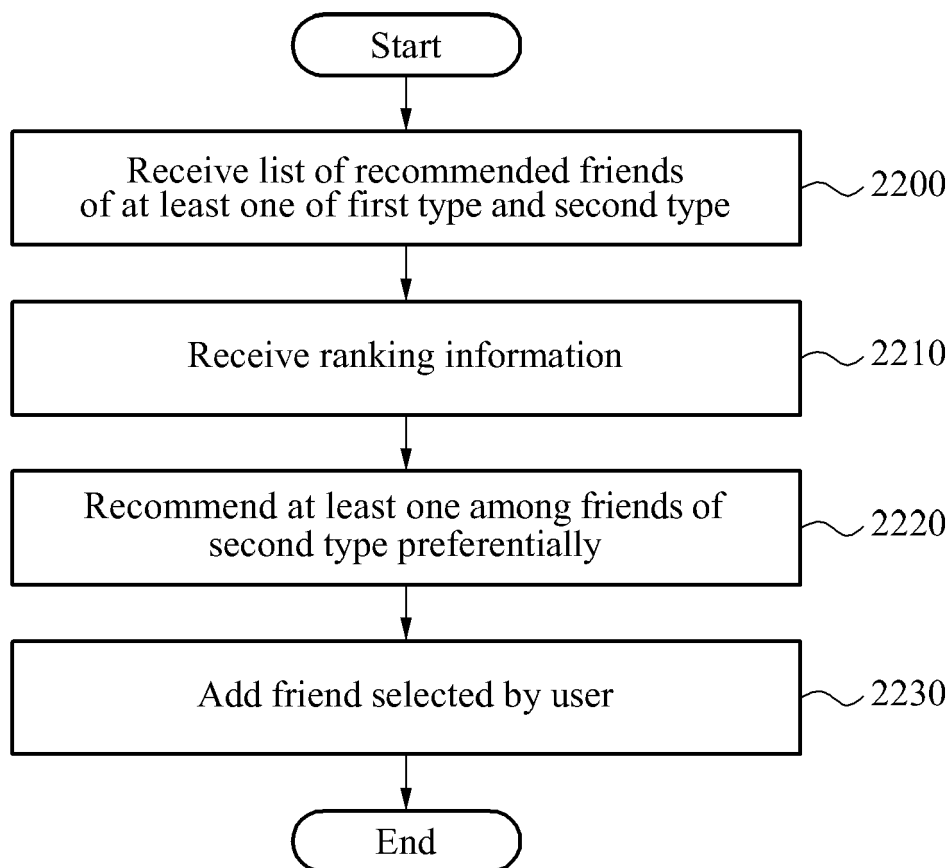 Start
Receive list of recommended friends
of at least one of first type and second type
2200
Receive ranking information
2210
Recommend at least one among friends of
second type preferentially
2220
Add friend selected by user
2230
End